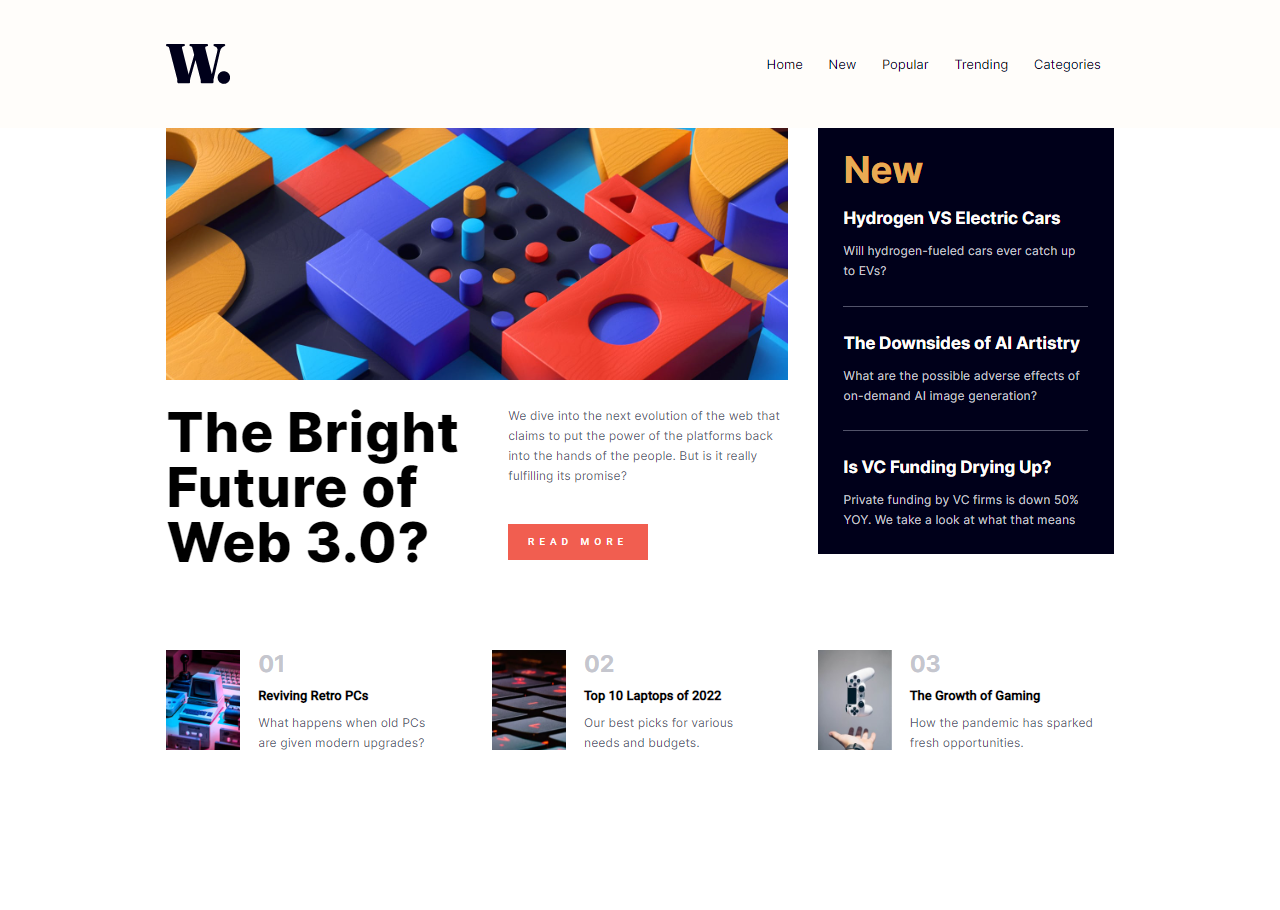 W.
Home New Popular Trending Categories
The Bright
Future of
Web 3.0?
We dive into the next evolution of the web that
claims to put the power of the platforms back
into the hands of the people. But is it really
fulfilling its promise?
READ MORE
New
Hydrogen VS Electric Cars
Will hydrogen-fueled cars ever catch up
to EVs?
The Downsides of AI Artistry
What are the possible adverse effects of
on-demand AI image generation?
Is VC Funding Drying Up?
Private funding by VC firms is down 50%
YOY. We take a look at what that means
01
Reviving Retro PCs
What happens when old PCs
are given modern upgrades?
02
Top 10 Laptops of 2022
Our best picks for various
needs and budgets.
03
The Growth of Gaming
How the pandemic has sparked
fresh opportunities.